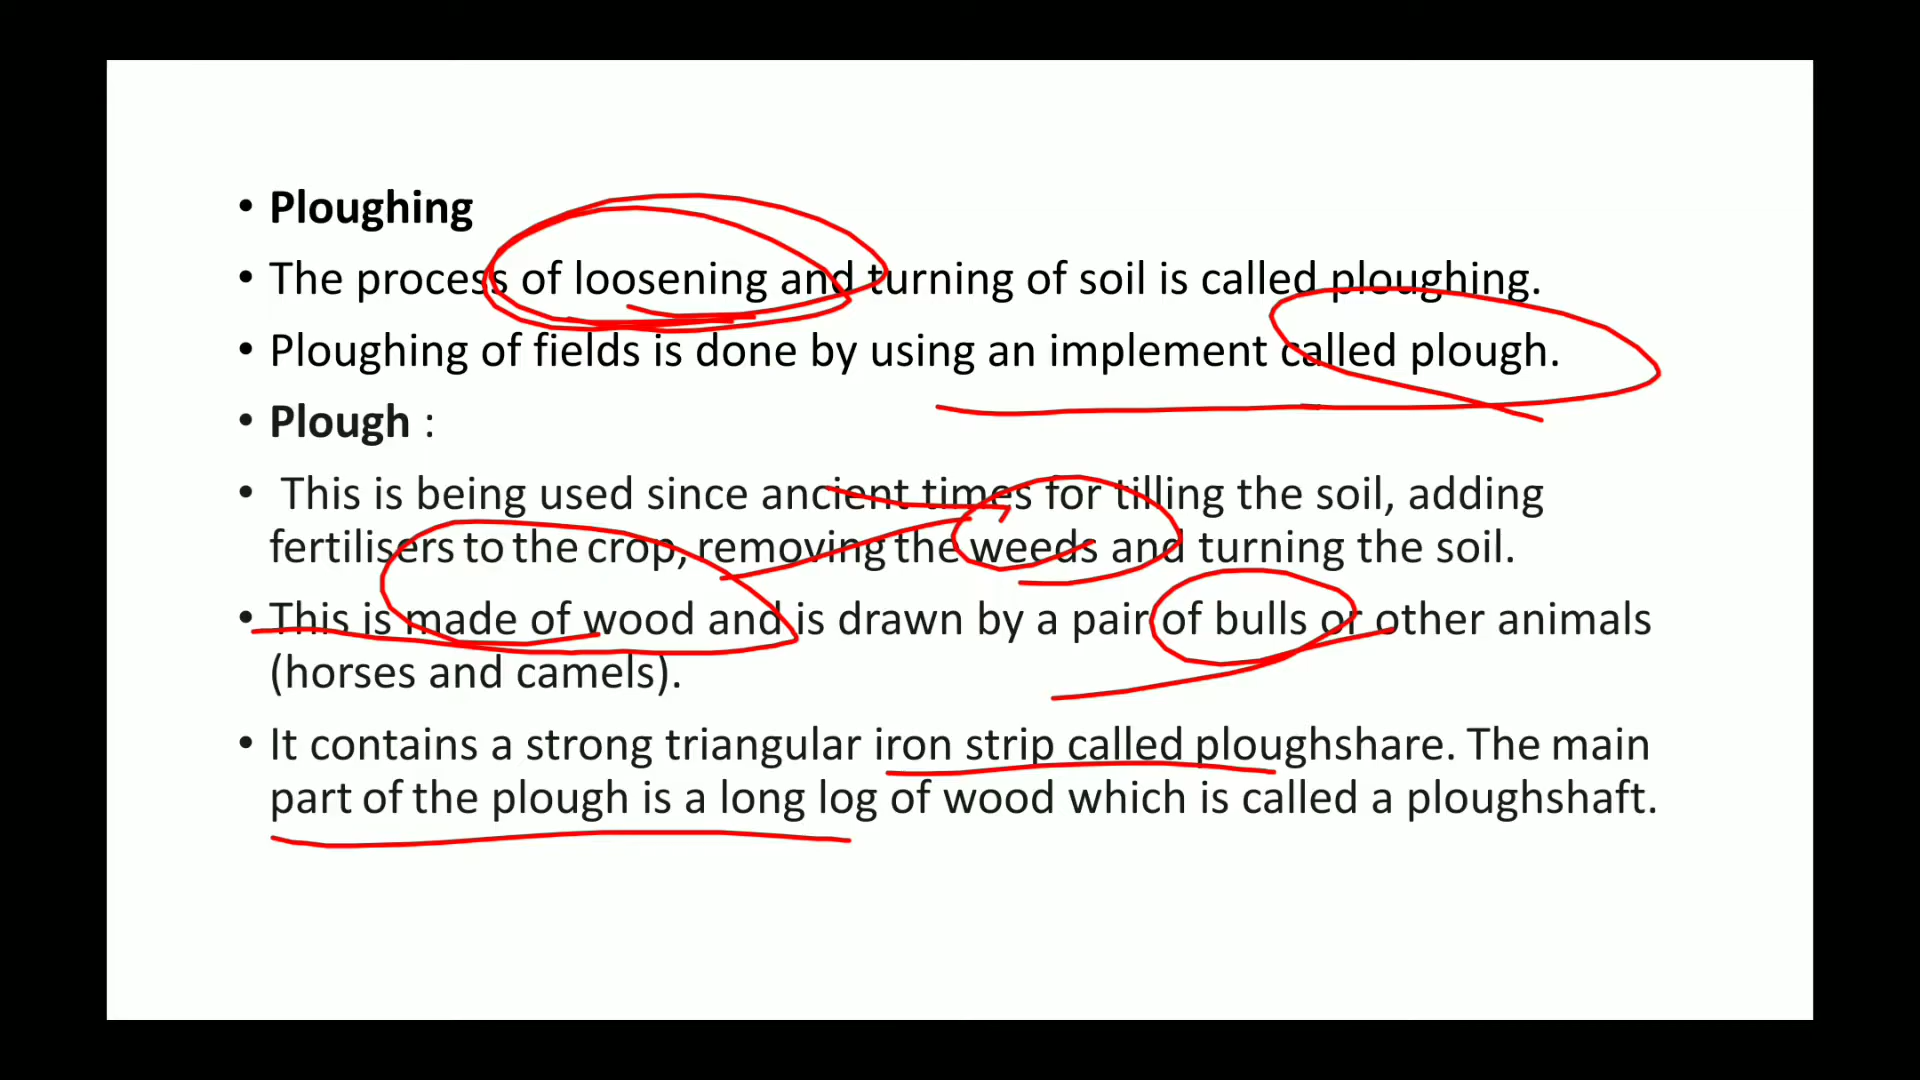 • Ploughing
• The process of loosening and turning of soil is called ploughing.
• Ploughing of fields is done by using an implement called plough.
• Plough :
• This is being used since ancient times for tilling the soil, adding
fertilisers to the crop, removing the weeds and turning the soil.
• This is made of wood and is drawn by a pair of bulls or other animals
(horses and camels).
• It contains a strong triangular iron strip called ploughshare. The main
part of the plough is a long log of wood which is called a ploughshaft.